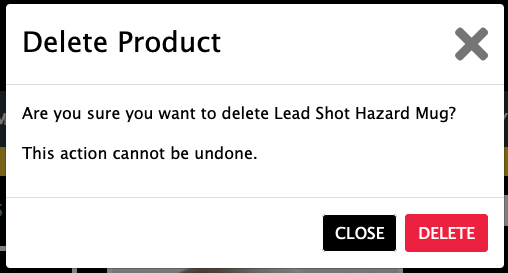 Delete Product
Are you sure you want to delete Lead Shot Hazard Mug?
This action cannot be undone.
CLOSE
DELETE